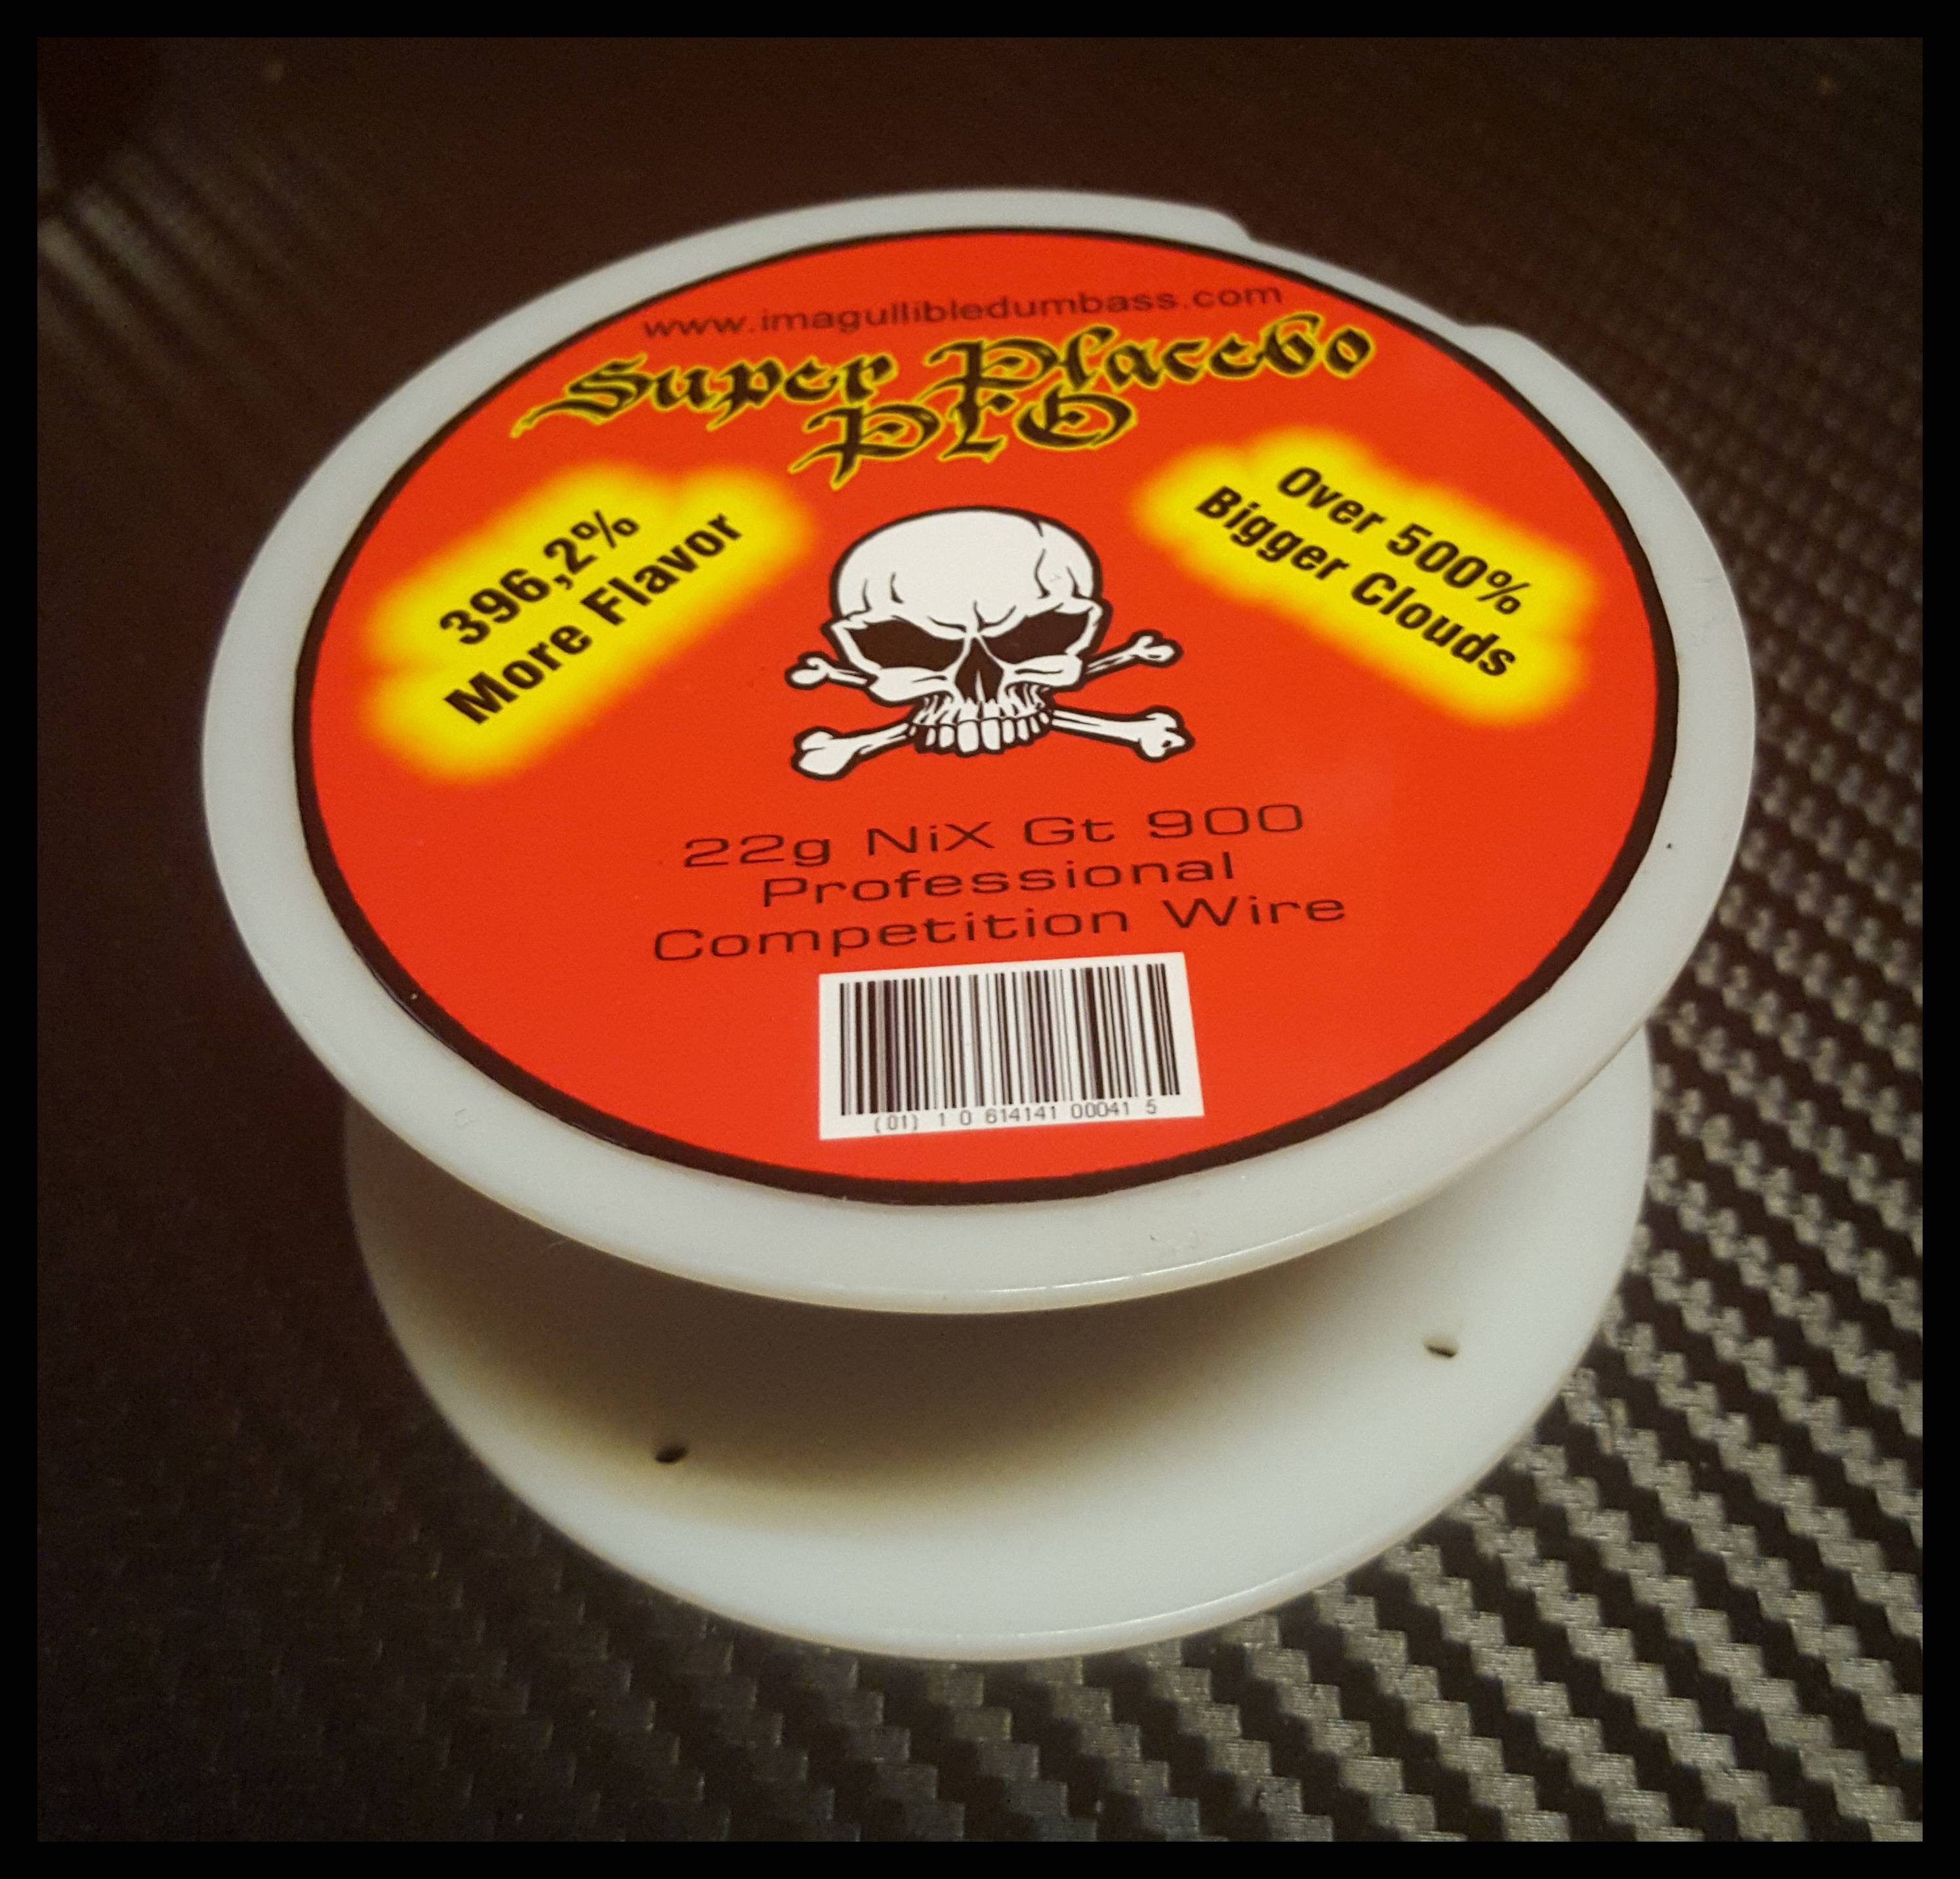 www.imagullibledumbass.com
Super Placebo
PrO
396,2%
More Flavor
Over 500%
Bigger Clouds
22g NiX Gt 900
Professional
Competition Wire
(01) 1 0 614141 00041 5